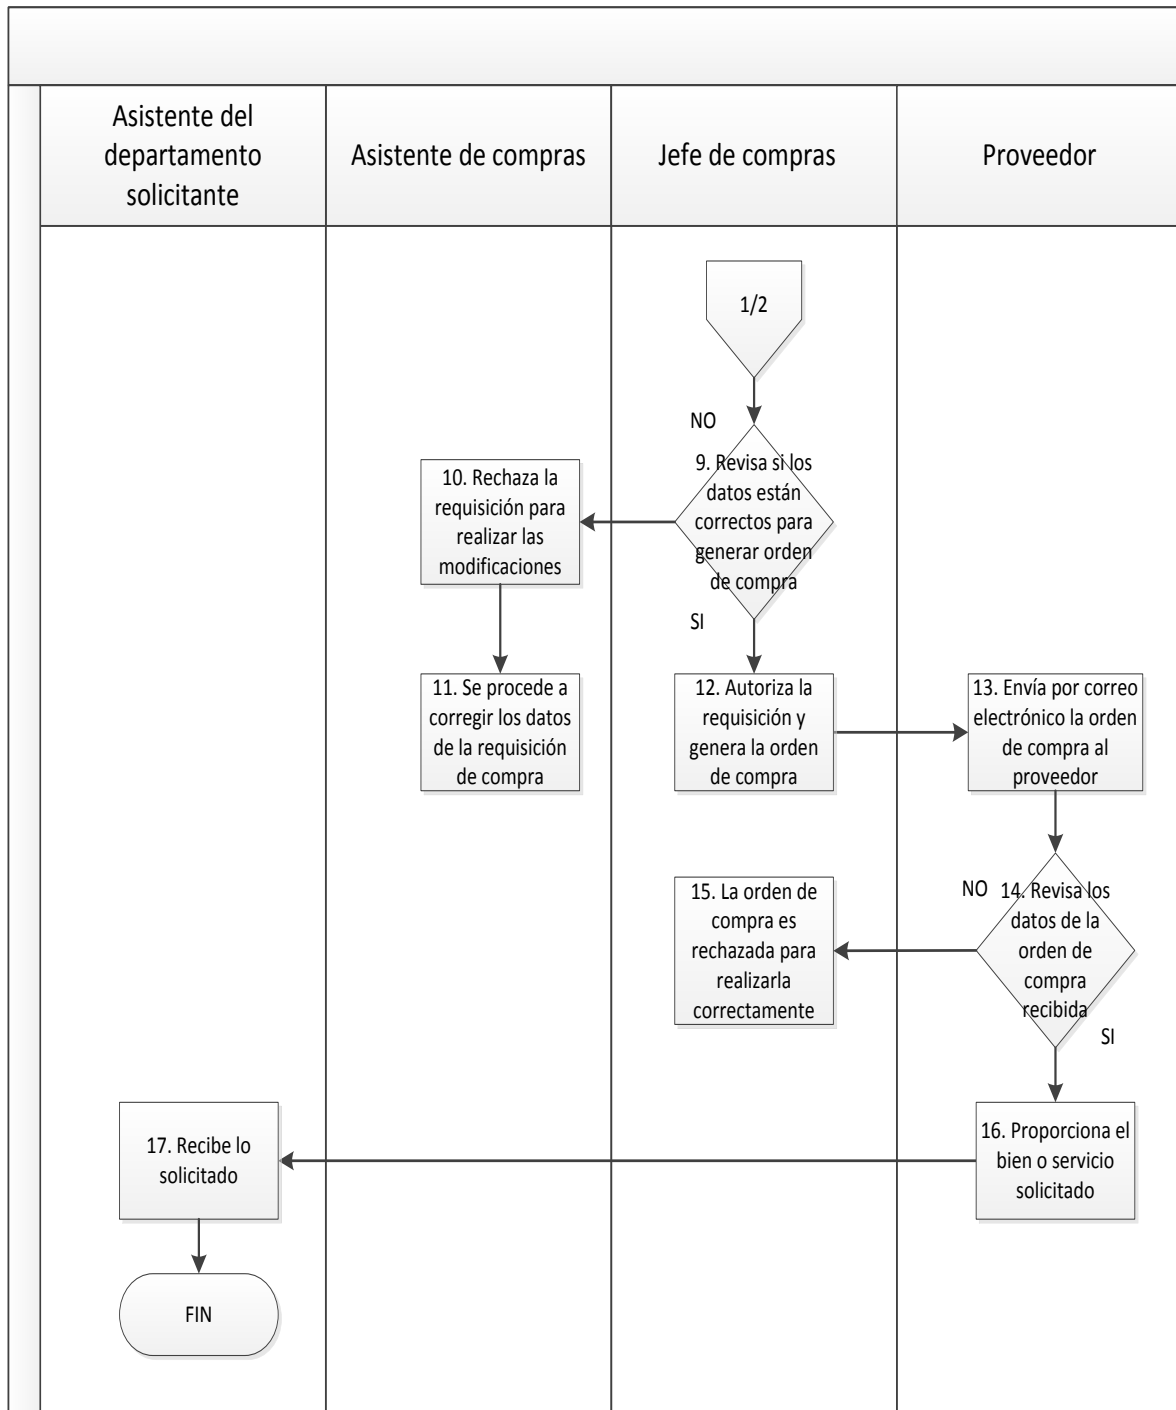 Asistente del
departamento
solicitante
Asistente de compras
Jefe de compras
Proveedor
1/2
NO
9. Revisa si los
datos están
correctos para
generar orden
de compra
SI
10. Rechaza la
requisición para
realizar las
modificaciones
11. Se procede a
corregir los datos
de la requisición
de compra
12. Autoriza la
requisición y
genera la orden
de compra
13. Envía por correo
electrónico la orden
de compra al
proveedor
NO
14. Revisa los
datos de la
orden de
compra
recibida
SI
15. La orden de
compra es
rechazada para
realizarla
correctamente
16. Proporciona el
bien o servicio
solicitado
17. Recibe lo
solicitado
FIN